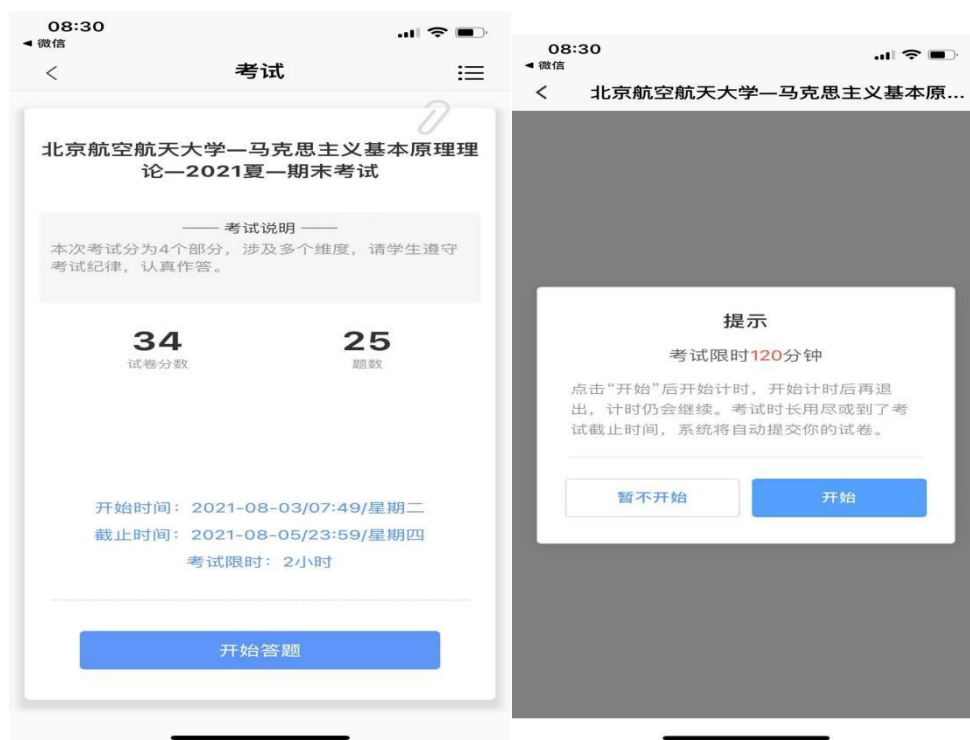 08:30
◀ 微信
考试
北京航空航天大学—马克思主义基本原理理
论—2021夏—期末考试
考试说明
本次考试分为4个部分，涉及多个维度，请学生遵守
考试纪律，认真作答。
34
试卷分数
25
题数
开始时间：2021-08-03/07:49/星期二
截止时间：2021-08-05/23:59/星期四
考试限时：2小时
开始答题
08:30
◀ 微信
北京航空航天大学—马克思主义基本原...
提示
考试限时120分钟
点击“开始”后开始计时，开始计时后再退
出，计时仍会继续。考试时长用尽或到了考
试截止时间，系统将自动提交你的试卷。
暂不开始
开始